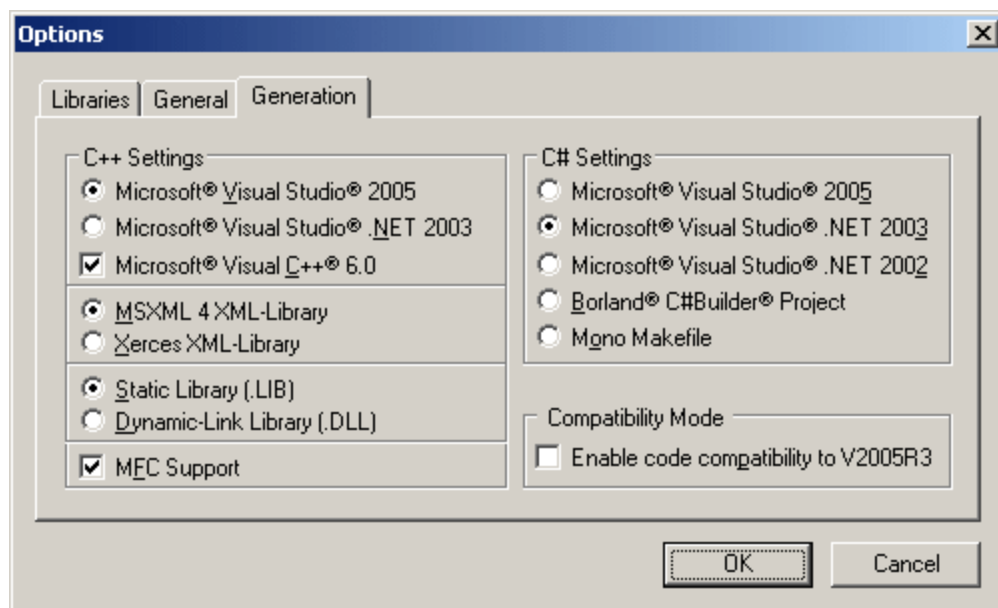 Options
Libraries
General
Generation
C++ Settings
Microsoft® Visual Studio® 2005
Microsoft® Visual Studio® .NET 2003
Microsoft® Visual C++® 6.0
MSXML 4 XML-Library
Xerces XML-Library
Static Library (.LIB)
Dynamic-Link Library (.DLL)
MFC Support
C# Settings
Microsoft® Visual Studio® 2005
Microsoft® Visual Studio® .NET 2003
Microsoft® Visual Studio® .NET 2002
Borland® C#Builder® Project
Mono Makefile
Compatibility Mode
Enable code compatibility to V2005R3
OK
Cancel